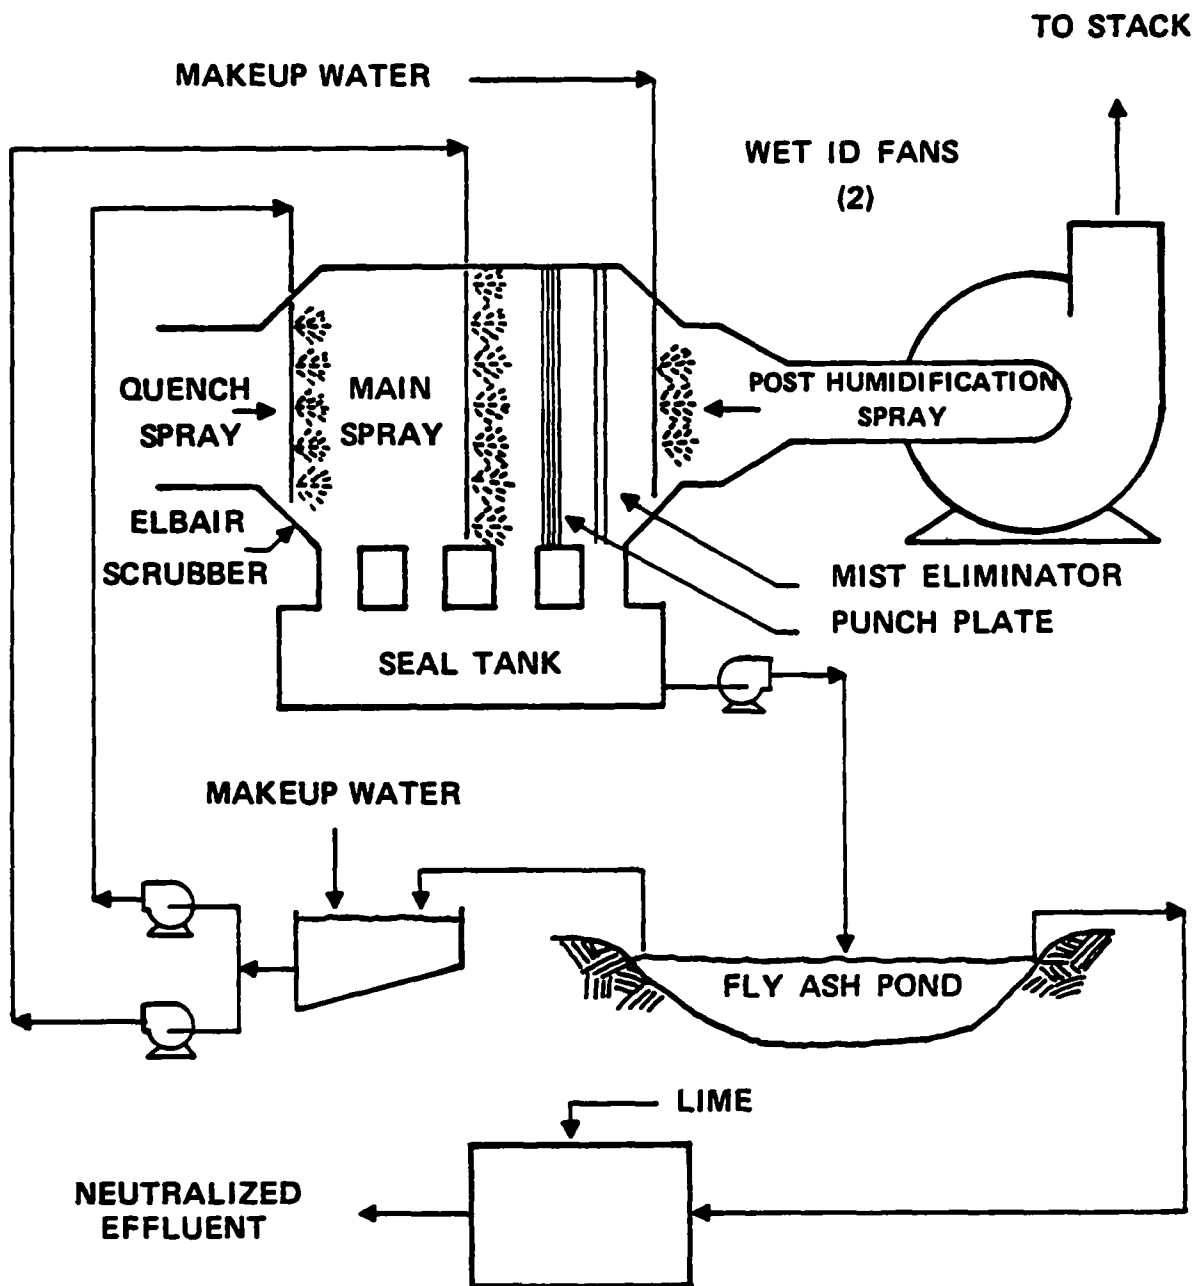 TO STACK
MAKEUP WATER
WET ID FANS
(2)
QUENCH
SPRAY
MAIN
SPRAY
POST HUMIDIFICATION
SPRAY
ELBAIR
SCRUBBER
MIST ELIMINATOR
PUNCH PLATE
SEAL TANK
MAKEUP WATER
FLY ASH POND
LIME
NEUTRALIZED
EFFLUENT